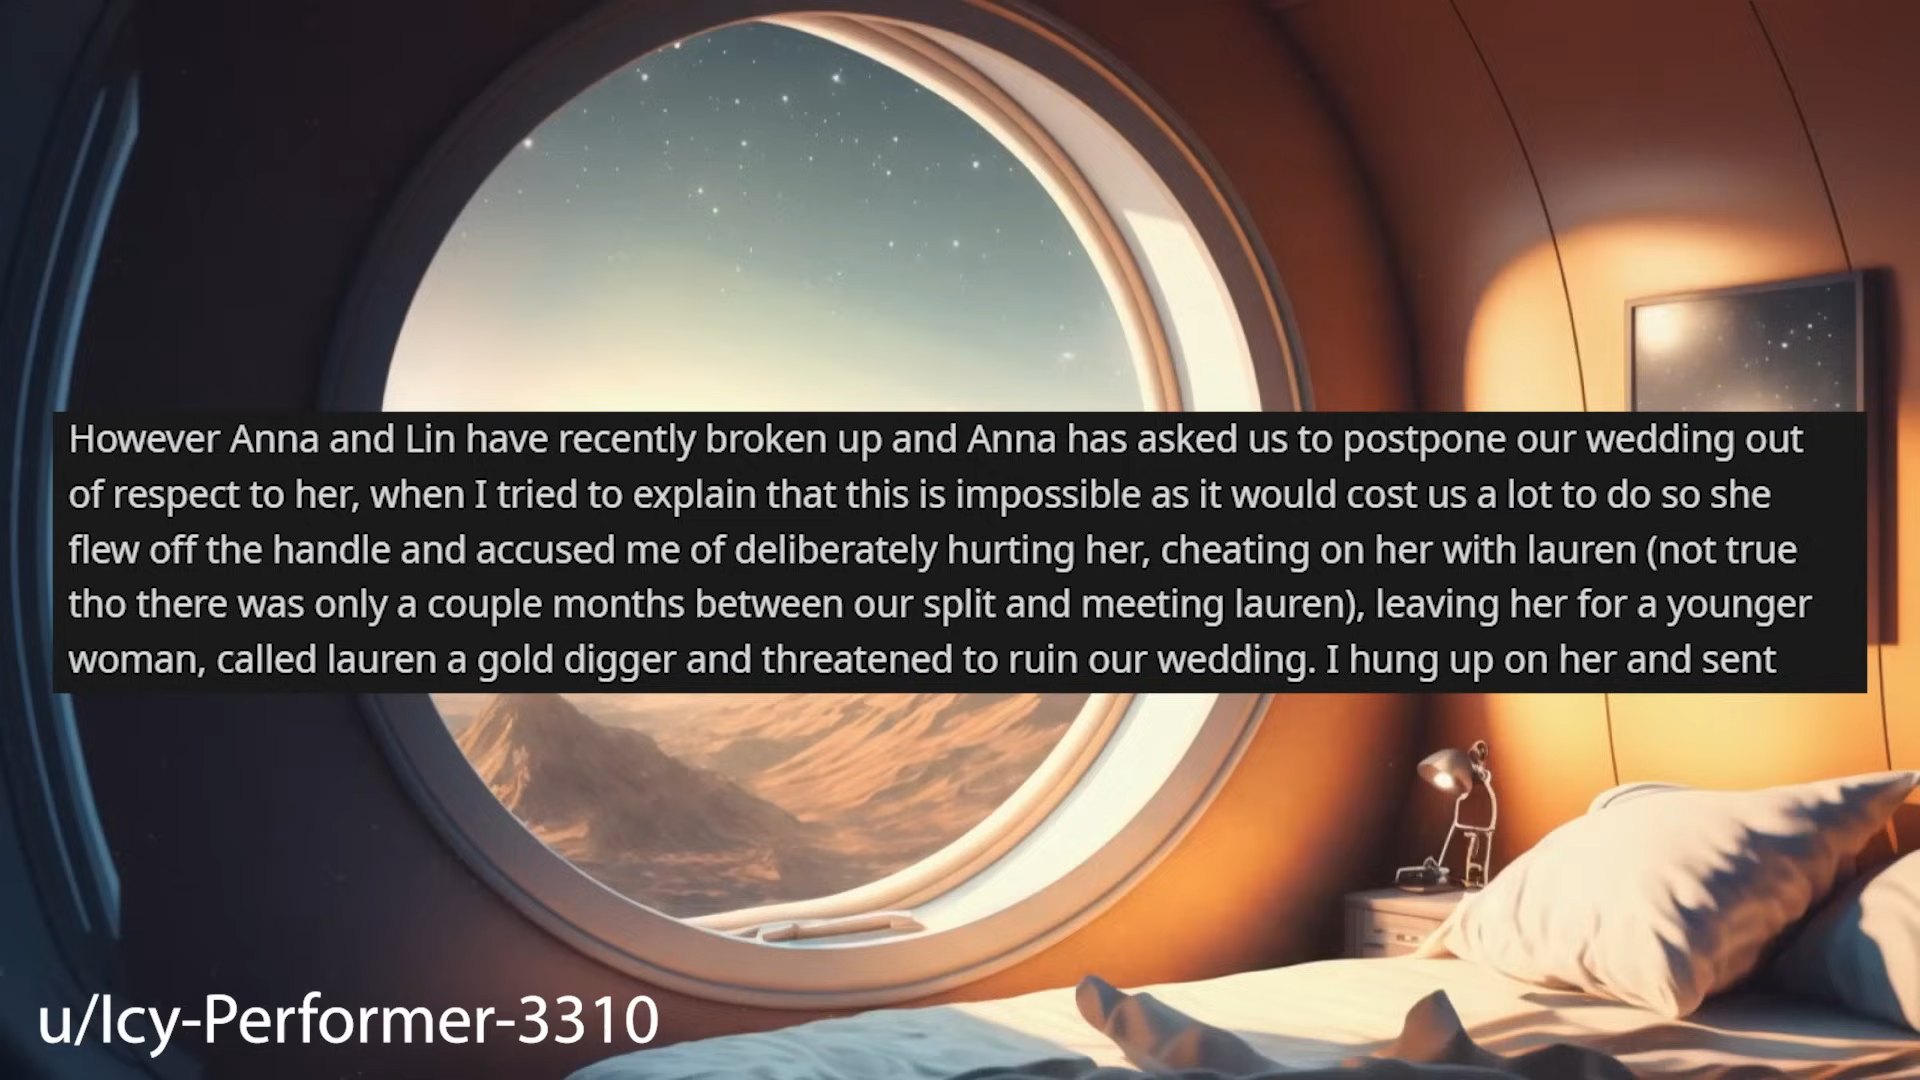 However Anna and Lin have recently broken up and Anna has asked us to postpone our wedding out
of respect to her, when I tried to explain that this is impossible as it would cost us a lot to do so she
flew off the handle and accused me of deliberately hurting her, cheating on her with lauren (not true
tho there was only a couple months between our split and meeting lauren), leaving her for a younger
woman, called lauren a gold digger and threatened to ruin our wedding. I hung up on her and sent
u/Icy-Performer-3310